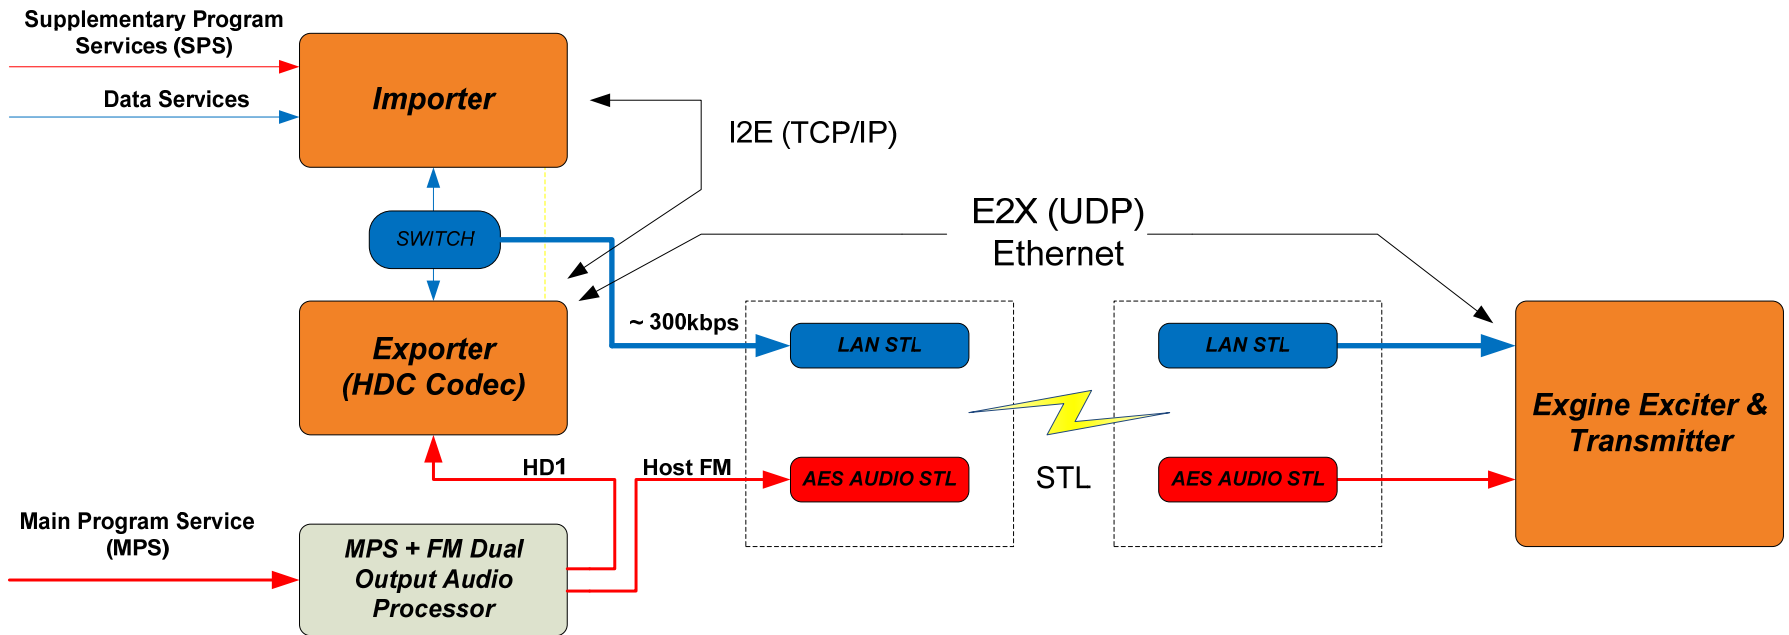 Supplementary Program
Services (SPS)
Data Services
Importer
I2E (TCP/IP)
E2X (UDP)
Ethernet
SWITCH
~ 300kbps
LAN STL
LAN STL
Exporter
(HDC Codec)
Exgine Exciter &
Transmitter
HD1
Host FM
AES AUDIO STL
STL
AES AUDIO STL
Main Program Service
(MPS)
MPS + FM Dual
Output Audio
Processor